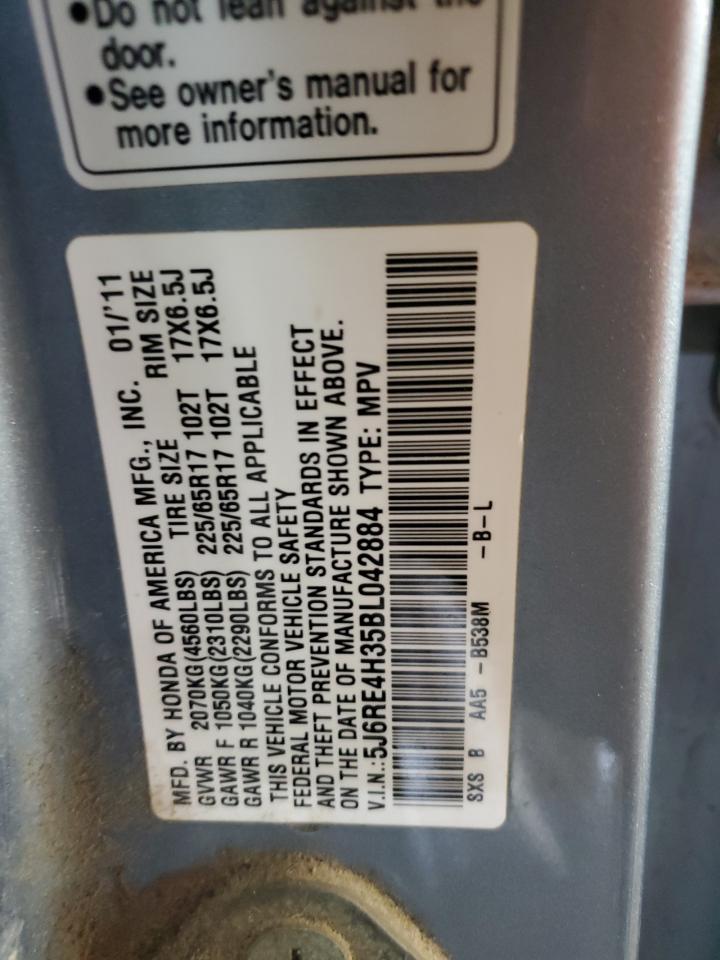 •Do not lean against the
door.
•See owner's manual for
more information.
MFD. BY HONDA OF AMERICA MFG., INC. 01/'11
GVWR 2070KG(4560LBS) TIRE SIZE RIM SIZE
GAWR F 1050KG(2310LBS) 225/65R17 102T 17X6.5J
GAWR R 1040KG(2290LBS) 225/65R17 102T 17X6.5J
THIS VEHICLE CONFORMS TO ALL APPLICABLE
FEDERAL MOTOR VEHICLE SAFETY
AND THEFT PREVENTION STANDARDS IN EFFECT
ON THE DATE OF MANUFACTURE SHOWN ABOVE.
V.I.N.:5J6RE4H35BL042884 TYPE: MPV
SXS B AA5 -B538M -B-L